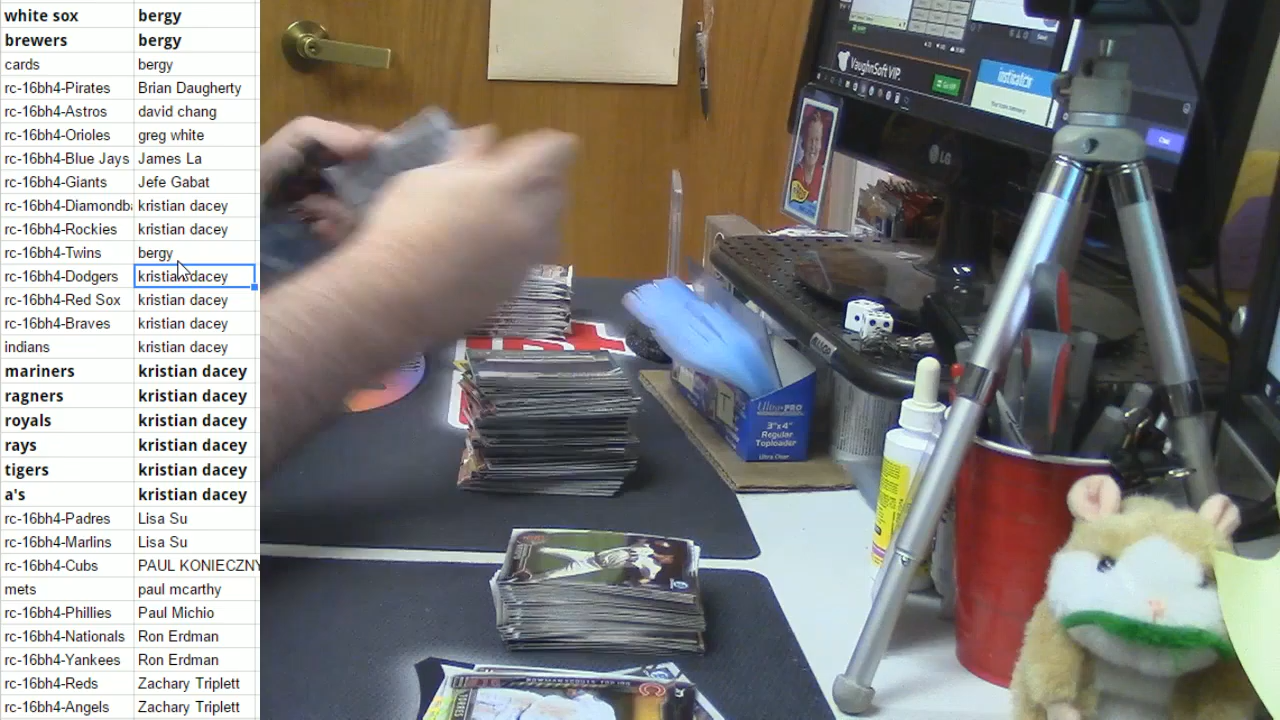 white sox bergy
brewers bergy
cards bergy
rc-16bh4-Pirates Brian Daugherty
rc-16bh4-Astros david chang
rc-16bh4-Orioles greg white
rc-16bh4-Blue Jays James La
rc-16bh4-Giants Jefe Gabat
rc-16bh4-Diamondba kristian dacey
rc-16bh4-Rockies kristian dacey
rc-16bh4-Twins bergy
rc-16bh4-Dodgers kristian dacey
rc-16bh4-Red Sox kristian dacey
rc-16bh4-Braves kristian dacey
indians kristian dacey
mariners kristian dacey
ragners kristian dacey
royals kristian dacey
rays kristian dacey
tigers kristian dacey
a's kristian dacey
rc-16bh4-Padres Lisa Su
rc-16bh4-Marlins Lisa Su
rc-16bh4-Cubs PAUL KONIECZNY
mets paul mcarthy
rc-16bh4-Phillies Paul Michio
rc-16bh4-Nationals Ron Erdman
rc-16bh4-Yankees Ron Erdman
rc-16bh4-Reds Zachary Triplett
rc-16bh4-Angels Zachary Triplett
VaughnSoft VIP
insticator
LG
ULTRA·PRO
3"x4"
Regular
Toploader
Ultra Clear